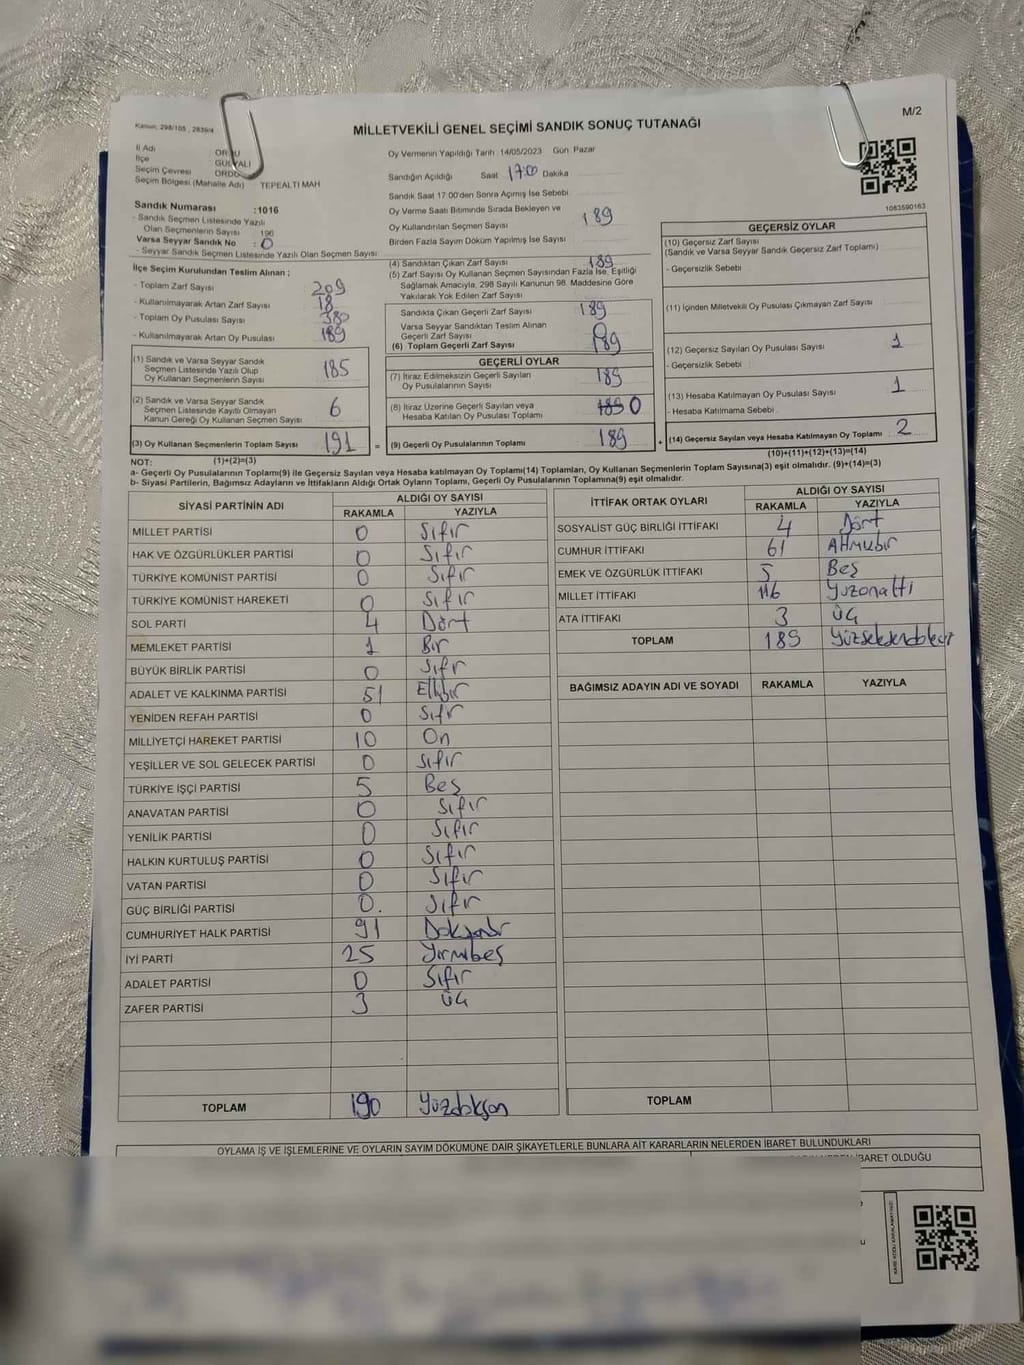 Kanun: 298/105 , 2839/4
M/2
MİLLETVEKİLİ GENEL SEÇİMİ SANDIK SONUÇ TUTANAĞI
İl Adı ORDU
İlçe GÜLYALI
Seçim Çevresi ORDU
Seçim Bölgesi (Mahalle Adı) TEPEALTI MAH
Sandık Numarası :1016
- Sandık Seçmen Listesinde Yazılı
Olan Seçmenlerin Sayısı 196
Varsa Seyyar Sandık No : 0
- Seyyar Sandık Seçmen Listesinde Yazılı Olan Seçmen Sayısı
Oy Vermenin Yapıldığı Tarih 14/05/2023 Gün Pazar
Sandığın Açıldığı Saat 17:00 Dakika
Sandık Saat 17:00'den Sonra Açılmış İse Sebebi
Oy Verme Saati Bitiminde Sırada Bekleyen ve
Oy Kullandırılan Seçmen Sayısı 189
Birden Fazla Sayım Döküm Yapılmış İse Sayısı
1083590163
İlçe Seçim Kurulundan Teslim Alınan ;
- Toplam Zarf Sayısı 209
- Kullanılmayarak Artan Zarf Sayısı 18
- Toplam Oy Pusulası Sayısı 380
- Kullanılmayarak Artan Oy Pusulası 189
(1) Sandık ve Varsa Seyyar Sandık
Seçmen Listesinde Yazılı Olup
Oy Kullanan Seçmenlerin Sayısı 185
(2) Sandık ve Varsa Seyyar Sandık
Seçmen Listesinde Kayıtlı Olmayan
Kanun Gereği Oy Kullanan Seçmen Sayısı 6
(3) Oy Kullanan Seçmenlerin Toplam Sayısı 191 =
(1)+(2)=(3)
(4) Sandıktan Çıkan Zarf Sayısı 189
(5) Zarf Sayısı Oy Kullanan Seçmen Sayısından Fazla İse, Eşitliği
Sağlamak Amacıyla, 298 Sayılı Kanunun 98. Maddesine Göre
Yakılarak Yok Edilen Zarf Sayısı
Sandıkta Çıkan Geçerli Zarf Sayısı 189
Varsa Seyyar Sandıktan Teslim Alınan
Geçerli Zarf Sayısı 0
(6) Toplam Geçerli Zarf Sayısı 189
GEÇERLİ OYLAR
(7) İtiraz Edilmeksizin Geçerli Sayılan
Oy Pusulalarının Sayısı 189
(8) İtiraz Üzerine Geçerli Sayılan veya
Hesaba Katılan Oy Pusulası Toplamı 0
(9) Geçerli Oy Pusulalarının Toplamı 189 +
GEÇERSİZ OYLAR
(10) Geçersiz Zarf Sayısı
(Sandık ve Varsa Seyyar Sandık Geçersiz Zarf Toplamı)
- Geçersizlik Sebebi
(11) İçinden Milletvekili Oy Pusulası Çıkmayan Zarf Sayısı
(12) Geçersiz Sayılan Oy Pusulası Sayısı 1
- Geçersizlik Sebebi
(13) Hesaba Katılmayan Oy Pusulası Sayısı 1
- Hesaba Katılmama Sebebi
(14) Geçersiz Sayılan veya Hesaba Katılmayan Oy Toplamı 2
(10)+(11)+(12)+(13)=(14)
NOT:
a- Geçerli Oy Pusulalarının Toplamı(9) ile Geçersiz Sayılan veya Hesaba katılmayan Oy Toplamı(14) Toplamları, Oy Kullanan Seçmenlerin Toplam Sayısına(3) eşit olmalıdır. (9)+(14)=(3)
b- Siyasi Partilerin, Bağımsız Adayların ve İttifakların Aldığı Ortak Oyların Toplamı, Geçerli Oy Pusulalarının Toplamına(9) eşit olmalıdır.
SİYASİ PARTİNİN ADI ALDIĞI OY SAYISI
RAKAMLA YAZIYLA
MİLLET PARTİSİ 0 Sıfır
HAK VE ÖZGÜRLÜKLER PARTİSİ 0 Sıfır
TÜRKİYE KOMÜNİST PARTİSİ 0 Sıfır
TÜRKİYE KOMÜNİST HAREKETİ 0 Sıfır
SOL PARTİ 4 Dört
MEMLEKET PARTİSİ 1 Bir
BÜYÜK BİRLİK PARTİSİ 0 Sıfır
ADALET VE KALKINMA PARTİSİ 51 Ellibir
YENİDEN REFAH PARTİSİ 0 Sıfır
MİLLİYETÇİ HAREKET PARTİSİ 10 On
YEŞİLLER VE SOL GELECEK PARTİSİ 0 Sıfır
TÜRKİYE İŞÇİ PARTİSİ 5 Beş
ANAVATAN PARTİSİ 0 Sıfır
YENİLİK PARTİSİ 0 Sıfır
HALKIN KURTULUŞ PARTİSİ 0 Sıfır
VATAN PARTİSİ 0 Sıfır
GÜÇ BİRLİĞİ PARTİSİ 0. Sıfır
CUMHURİYET HALK PARTİSİ 91 Doksanbir
İYİ PARTİ 25 Yirmibeş
ADALET PARTİSİ 0 Sıfır
ZAFER PARTİSİ 3 Üç
TOPLAM 190 Yüzdoksan
İTTİFAK ORTAK OYLARI ALDIĞI OY SAYISI
RAKAMLA YAZIYLA
SOSYALİST GÜÇ BİRLİĞİ İTTİFAKI 4 Dört
CUMHUR İTTİFAKI 61 Altmışbir
EMEK VE ÖZGÜRLÜK İTTİFAKI 5 Beş
MİLLET İTTİFAKI 116 Yüzonaltı
ATA İTTİFAKI 3 Üç
TOPLAM 189 Yüzseksendokuz
BAĞIMSIZ ADAYIN ADI VE SOYADI RAKAMLA YAZIYLA
TOPLAM
OYLAMA İŞ VE İŞLEMLERİNE VE OYLARIN SAYIM DÖKÜMÜNE DAİR ŞİKAYETLERLE BUNLARA AİT KARARLARIN NELERDEN İBARET BULUNDUKLARI
İBARET OLDUĞU
KARE KODU KARALAMAYINIZ!